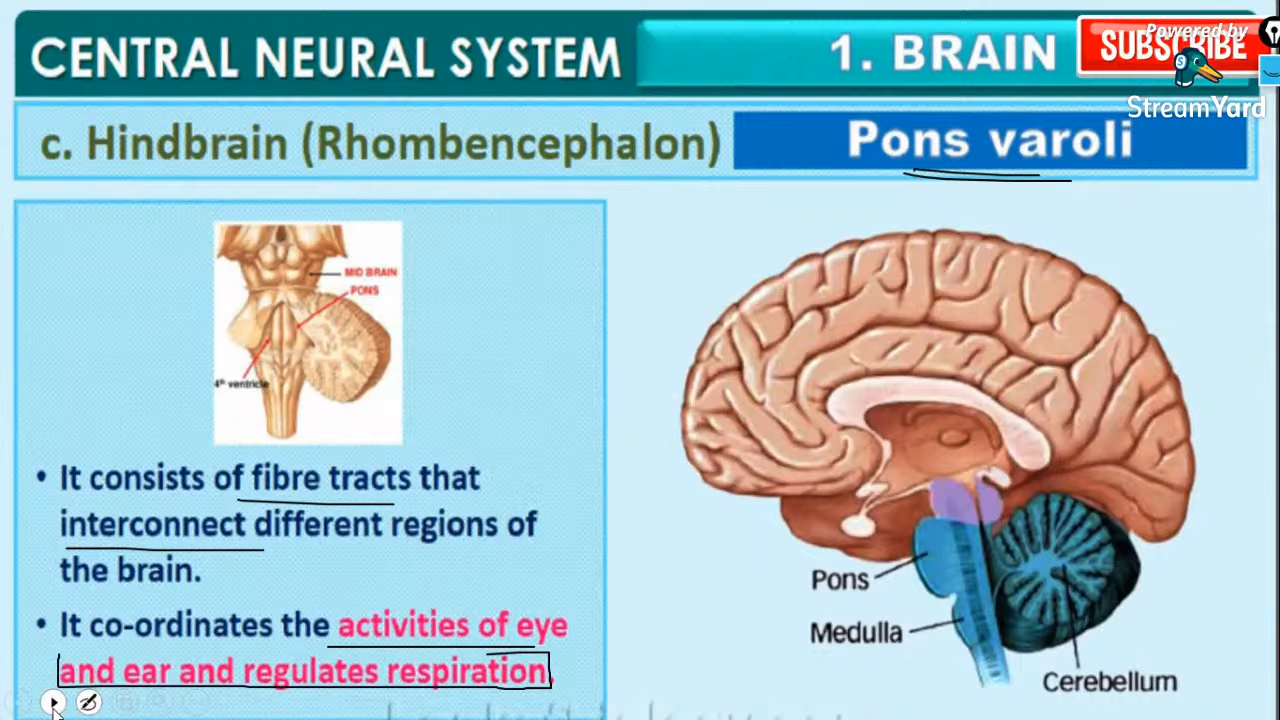 CENTRAL NEURAL SYSTEM
1. BRAIN
SUBSCRIBE
Powered by
StreamYard
c. Hindbrain (Rhombencephalon)
Pons varoli
MID BRAIN
PONS
4th ventricle
• It consists of fibre tracts that
interconnect different regions of
the brain.
• It co-ordinates the activities of eye
and ear and regulates respiration.
Pons
Medulla
Cerebellum